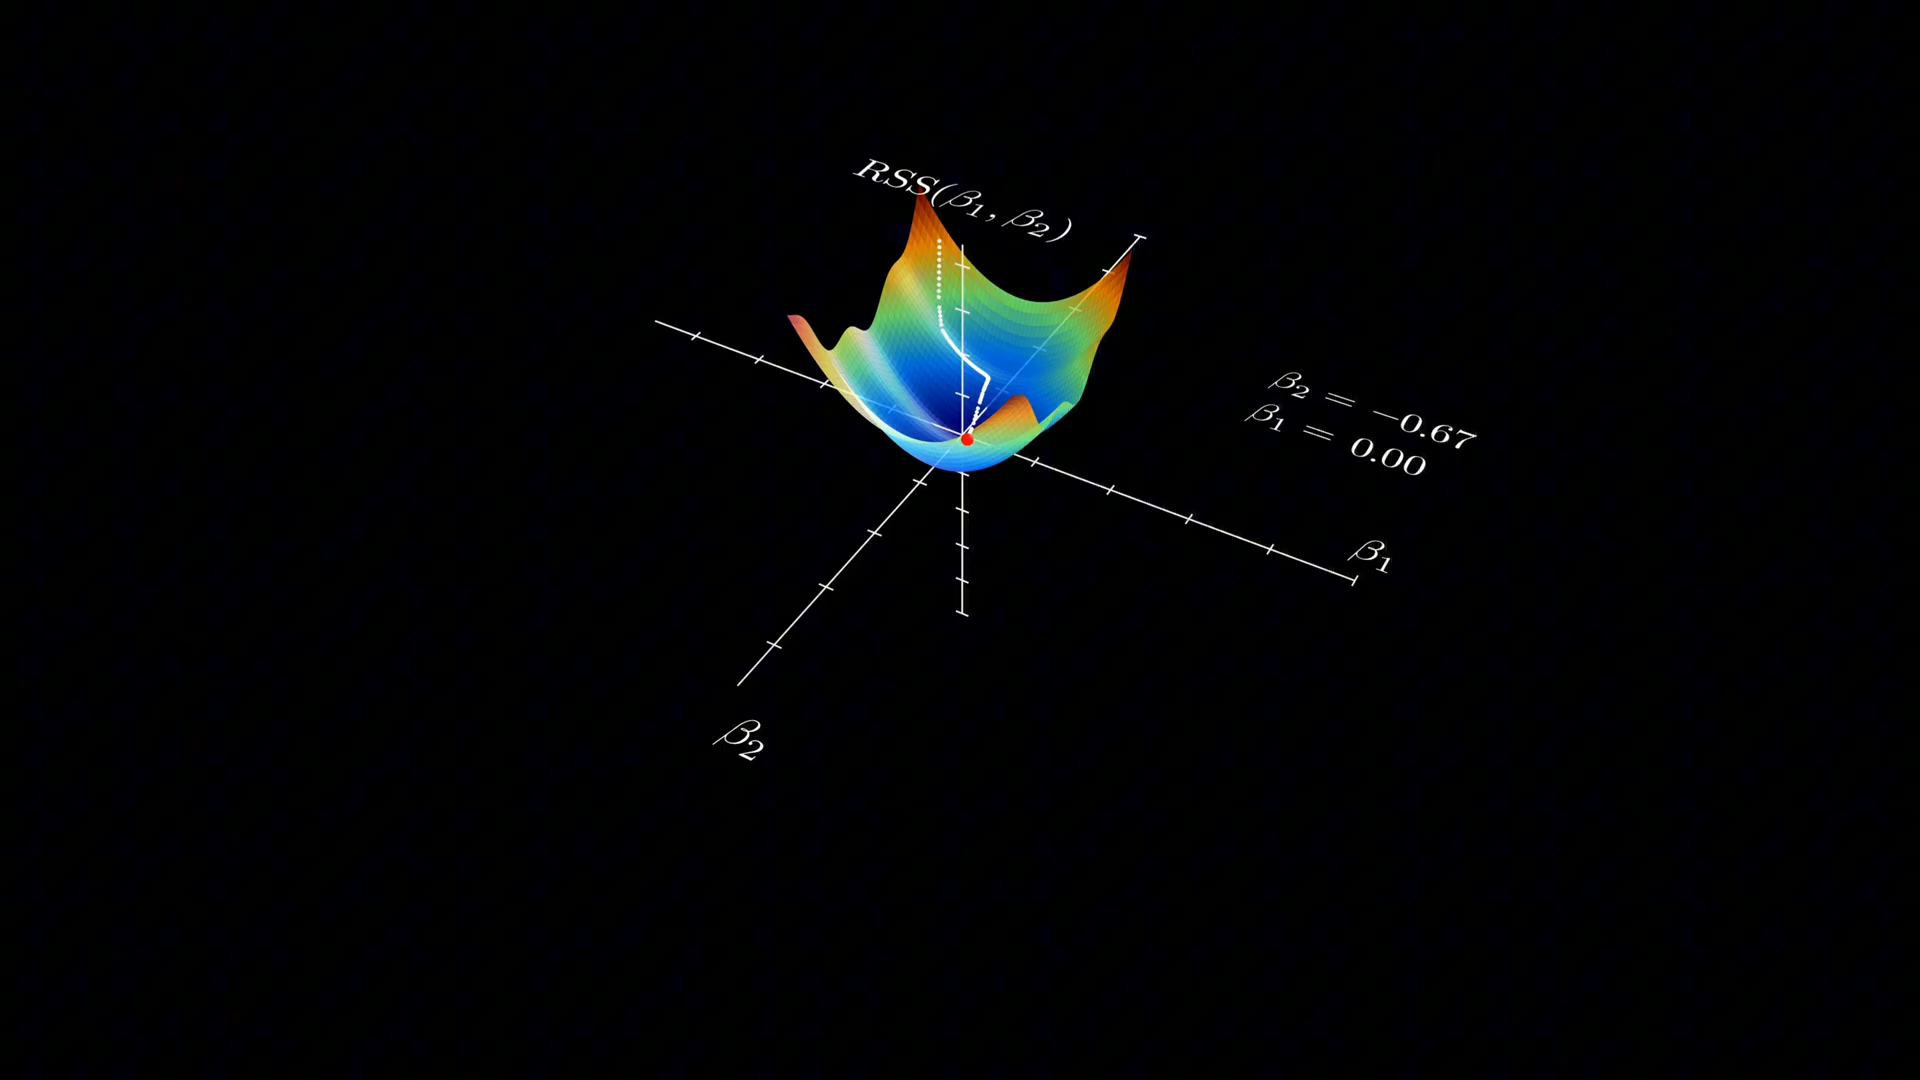 RSS(β₁, β₂)
β₂ = −0.67
β₁ = 0.00
β₁
β₂